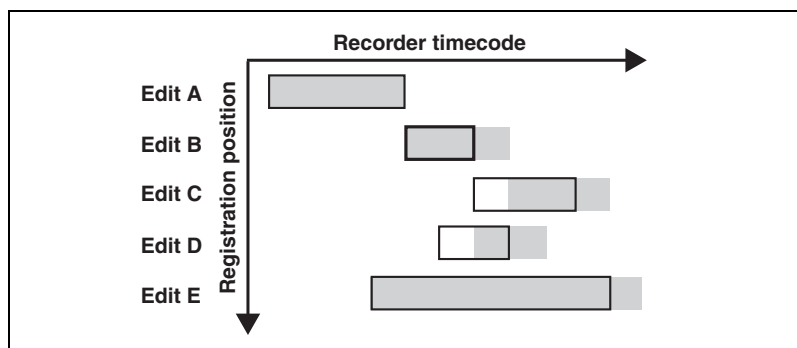 Recorder timecode
Registration position
Edit A
Edit B
Edit C
Edit D
Edit E